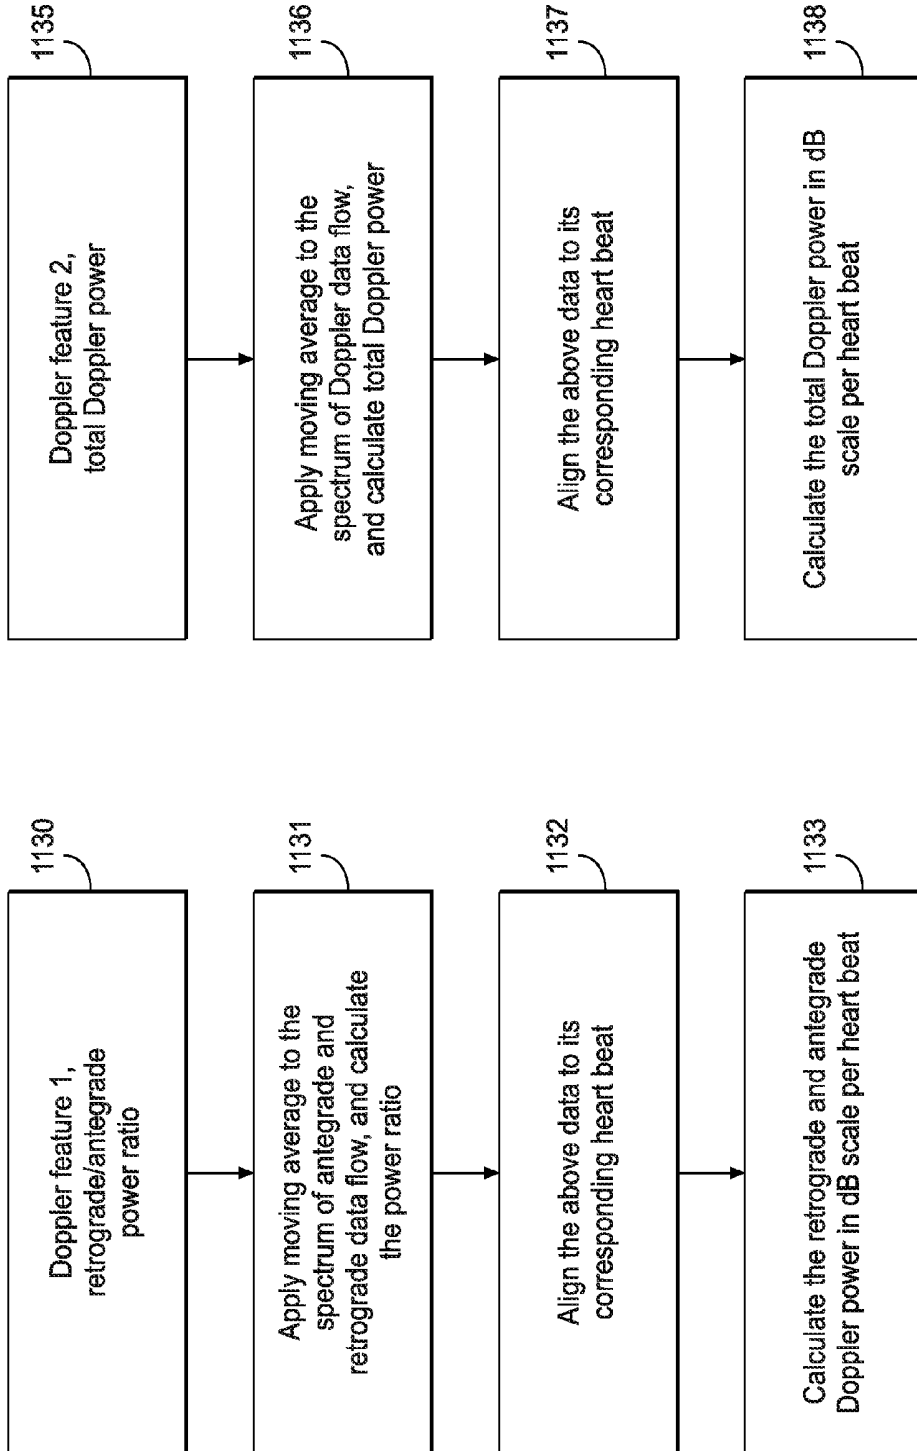 1130
Doppler feature 1,
retrograde/antegrade
power ratio
1131
Apply moving average to the
spectrum of antegrade and
retrograde data flow, and calculate
the power ratio
1132
Align the above data to its
corresponding heart beat
1133
Calculate the retrograde and antegrade
Doppler power in dB scale per heart beat
1135
Doppler feature 2,
total Doppler power
1136
Apply moving average to the
spectrum of Doppler data flow,
and calculate total Doppler power
1137
Align the above data to its
corresponding heart beat
1138
Calculate the total Doppler power in dB
scale per heart beat